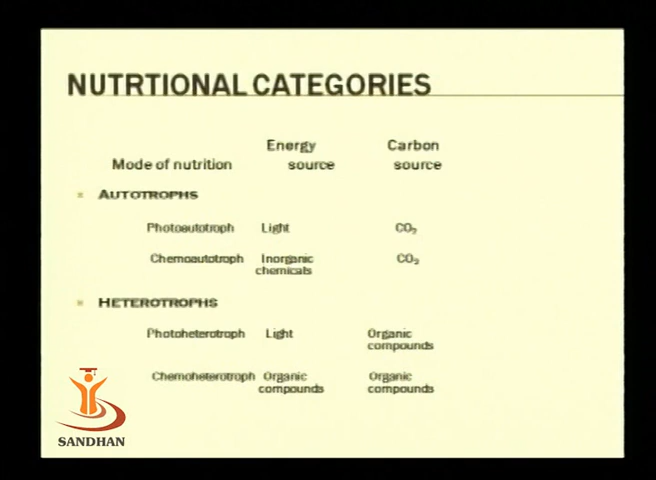 NUTRTIONAL CATEGORIES
Energy Carbon
Mode of nutrition source source
AUTOTROPHS
Photoautotroph Light CO₂
Chemoautotroph Inorganic CO₂
chemicals
HETEROTROPHS
Photoheterotroph Light Organic
compounds
Chemoheterotroph Organic Organic
compounds compounds
SANDHAN